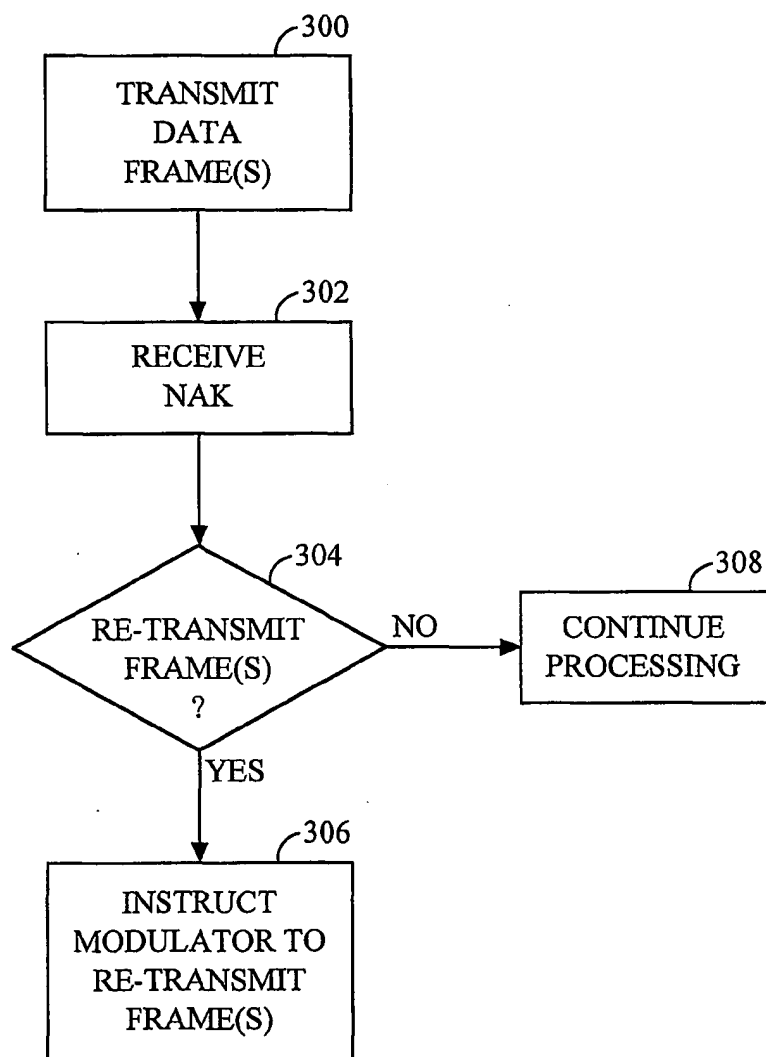 300
TRANSMIT
DATA
FRAME(S)
302
RECEIVE
NAK
304
RE-TRANSMIT
FRAME(S)
?
NO
308
CONTINUE
PROCESSING
YES
306
INSTRUCT
MODULATOR TO
RE-TRANSMIT
FRAME(S)